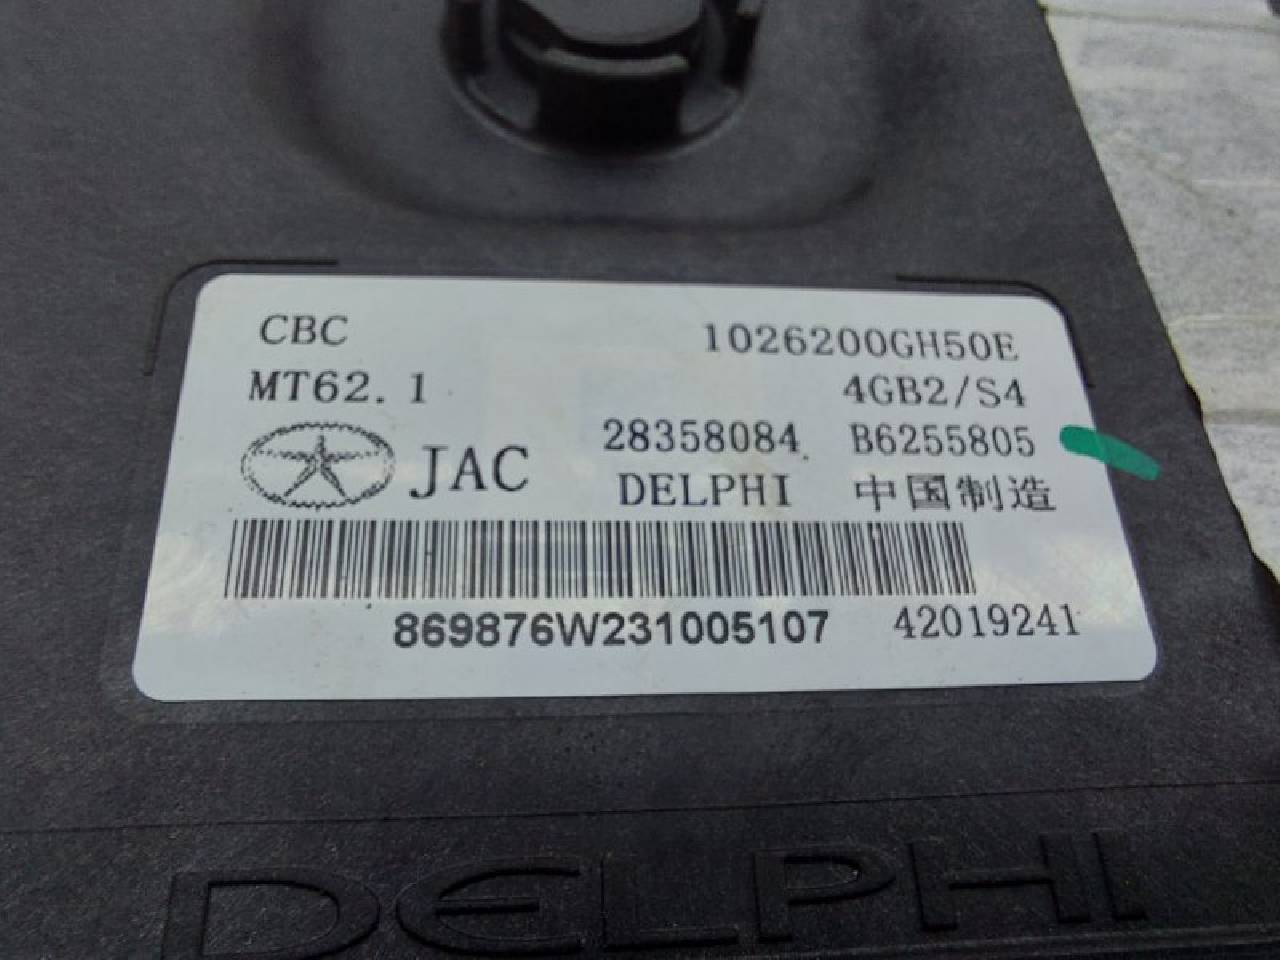 CBC 1026200GH50E
MT62.1 4GB2/S4
JAC 28358084 B6255805
DELPHI 中国制造
869876W231005107 42019241
DELPHI